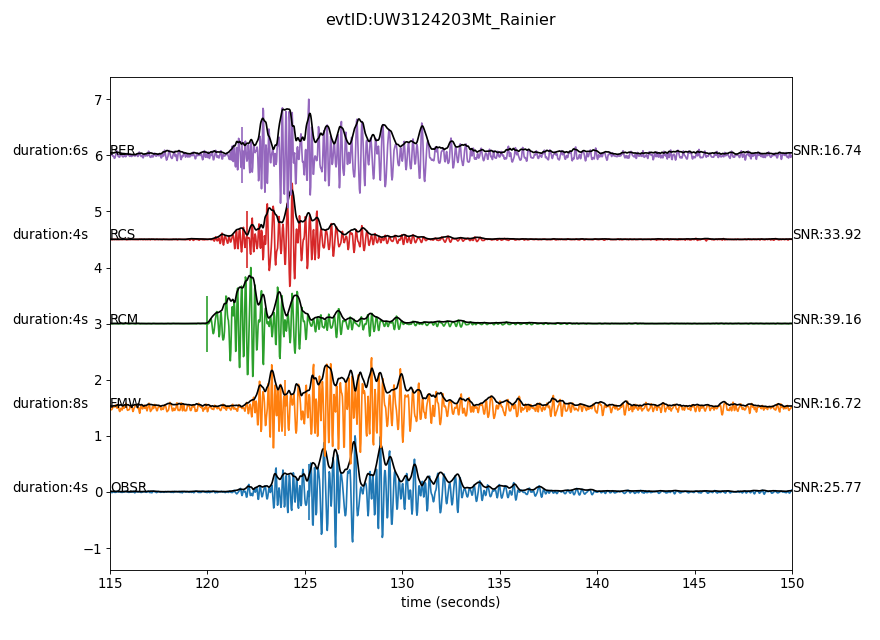 evtID:UW3124203Mt_Rainier
7
duration:6s RER 6 SNR:16.74
5
duration:4s RCS SNR:33.92
4
duration:4s RCM 3 SNR:39.16
2
duration:8s FMW SNR:16.72
1
duration:4s OBSR 0 SNR:25.77
−1
115 120 125 130 135 140 145 150
time (seconds)